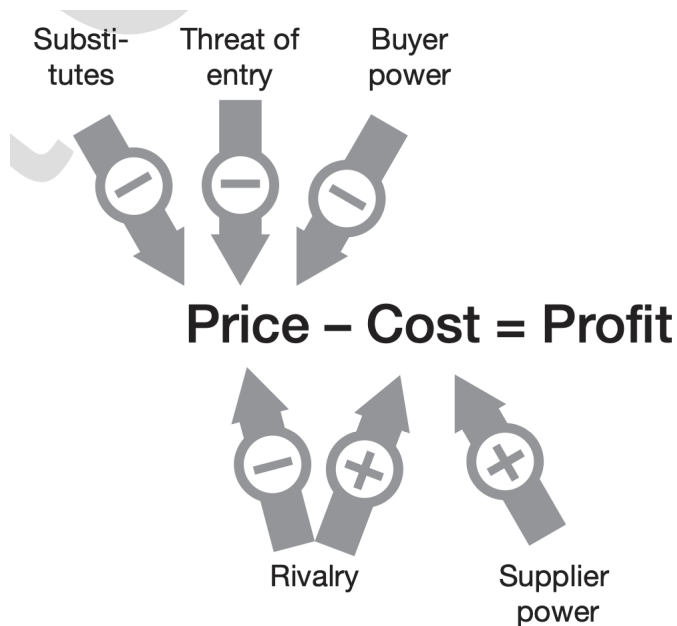 Substi-
tutes
Threat of
entry
Buyer
power
Price – Cost = Profit
Rivalry
Supplier
power